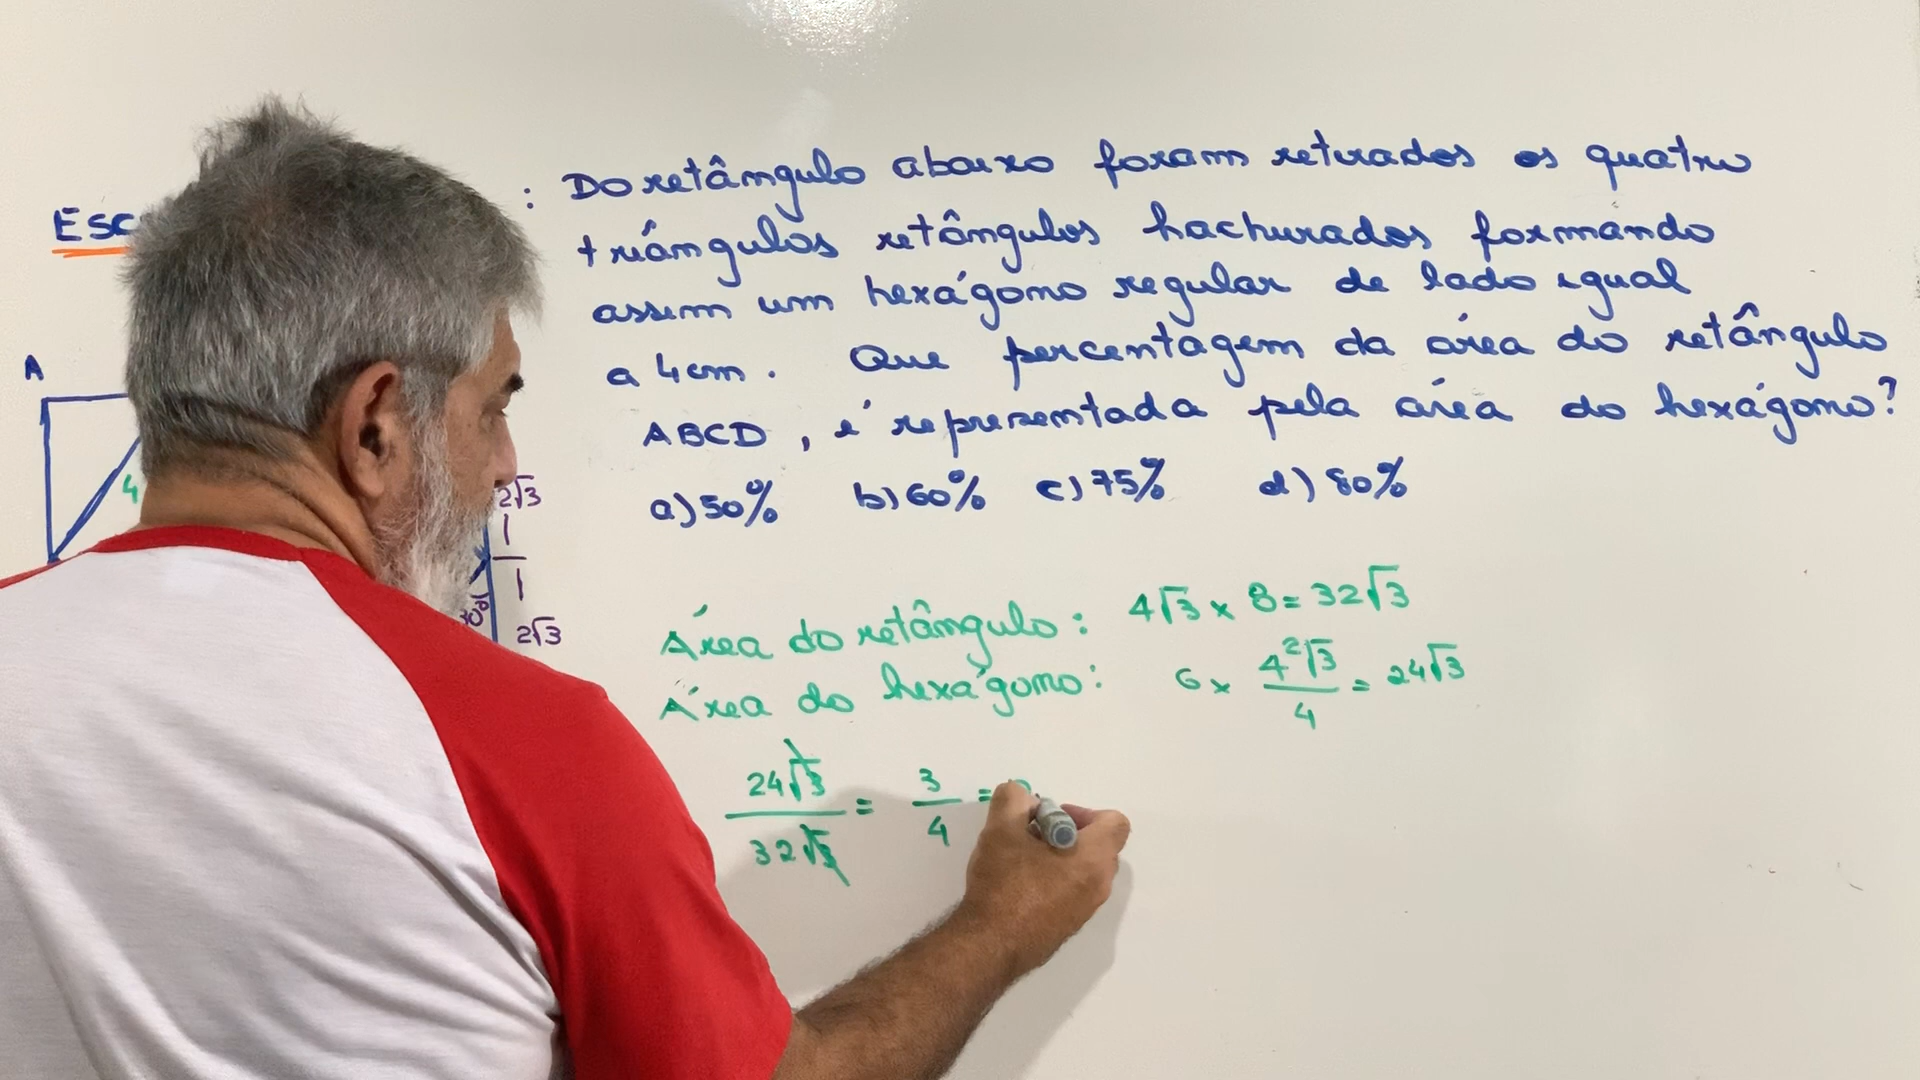 ESC
: Do retângulo abaixo foram retirados os quatro
triângulos retângulos hachurados formando
assim um hexágono regular de lado igual
a 4cm. Que percentagem da área do retângulo
ABCD, é representada pela área do hexágono?
a) 50% b) 60% c) 75% d) 80%
A
4
2√3
30°
2√3
Área do retângulo: 4√3 x 8 = 32√3
Área do hexágono: 6 x 4²√3/4 = 24√3
24√3/32√3 = 3/4 =